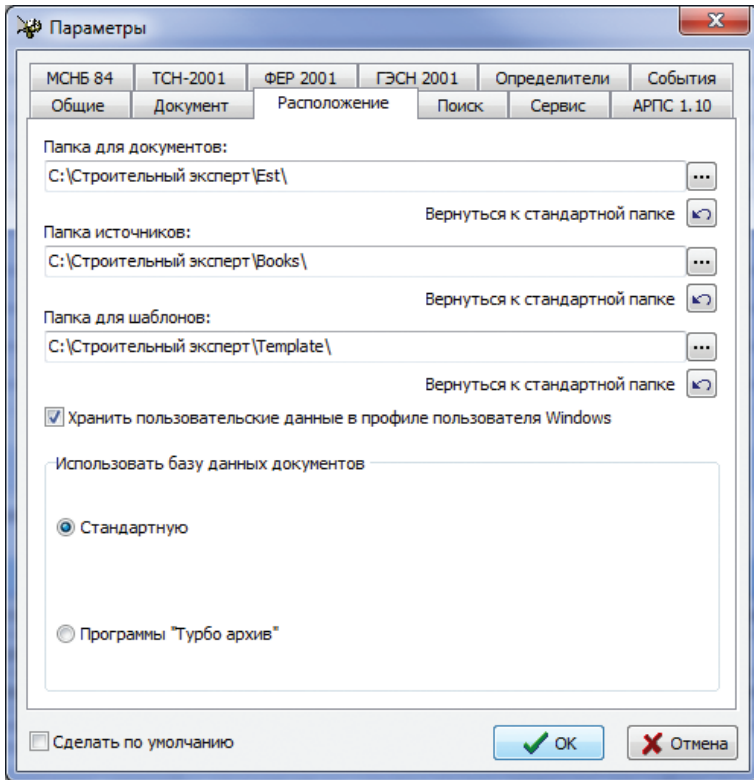 Параметры
МСНБ 84 ТСН-2001 ФЕР 2001 ГЭСН 2001 Определители События
Общие Документ Расположение Поиск Сервис АРПС 1.10
Папка для документов:
C:\Строительный эксперт\Est\
Вернуться к стандартной папке
Папка источников:
C:\Строительный эксперт\Books\
Вернуться к стандартной папке
Папка для шаблонов:
C:\Строительный эксперт\Template\
Вернуться к стандартной папке
Хранить пользовательские данные в профиле пользователя Windows
Использовать базу данных документов
Стандартную
Программы "Турбо архив"
Сделать по умолчанию ОК Отмена